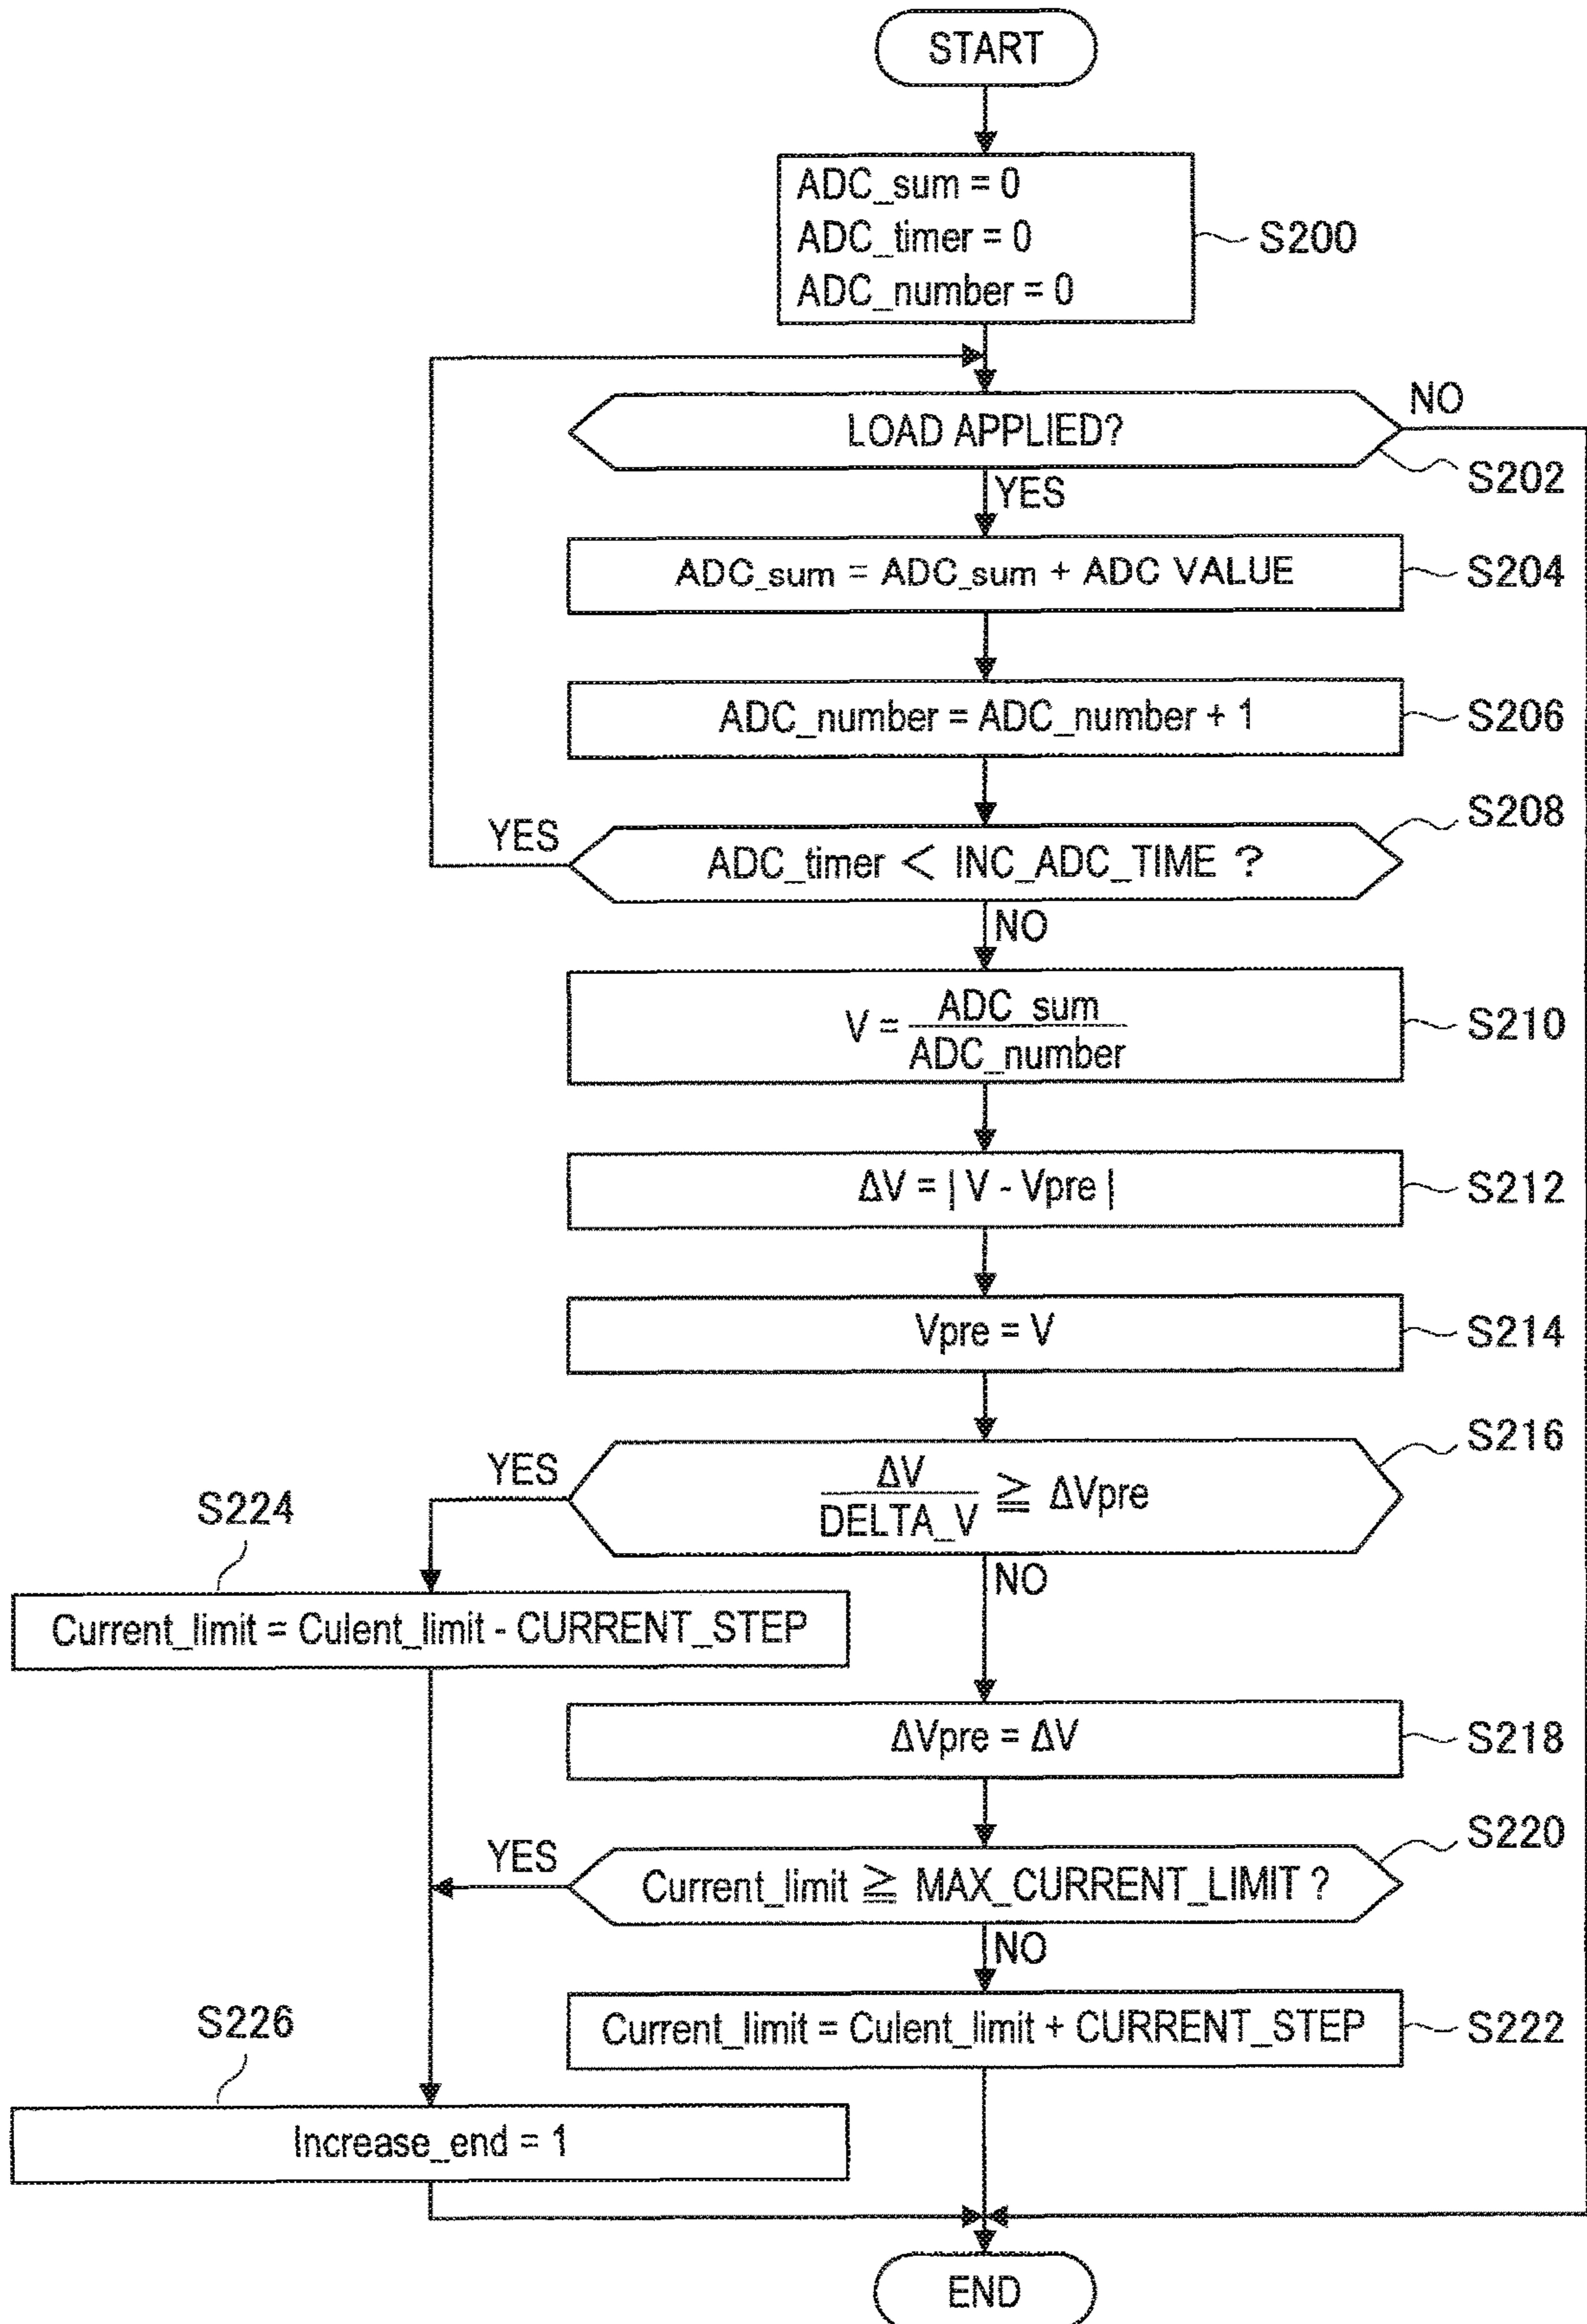 START
ADC_sum = 0
ADC_timer = 0
ADC_number = 0
S200
LOAD APPLIED?
NO
S202
YES
ADC_sum = ADC_sum + ADC VALUE
S204
ADC_number = ADC_number + 1
S206
S208
YES
ADC_timer < INC_ADC_TIME ?
NO
V = ADC_sum
ADC_number
S210
ΔV = | V - Vpre |
S212
Vpre = V
S214
S216
YES
ΔV
DELTA_V ≧ ΔVpre
NO
S224
Current_limit = Culent_limit - CURRENT_STEP
ΔVpre = ΔV
S218
S220
YES
Current_limit ≧ MAX_CURRENT_LIMIT ?
NO
Current_limit = Culent_limit + CURRENT_STEP
S222
S226
Increase_end = 1
END